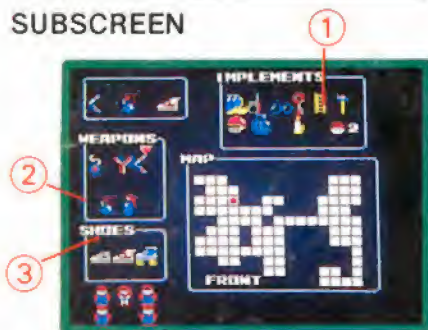 SUBSCREEN
1
IMPLEMENTS
2
WEAPONS
2
MAP
SHOES
3
FRONT